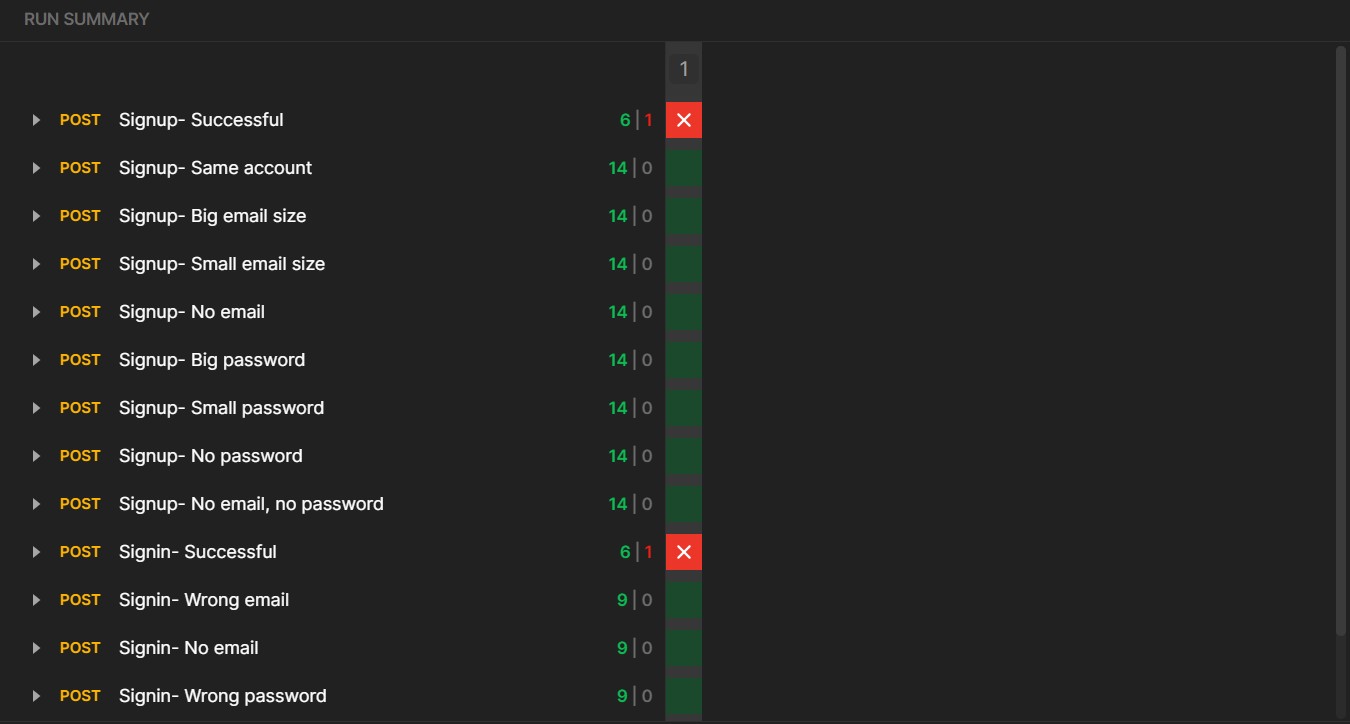 RUN SUMMARY
1
POST Signup- Successful 6 | 1
POST Signup- Same account 14 | 0
POST Signup- Big email size 14 | 0
POST Signup- Small email size 14 | 0
POST Signup- No email 14 | 0
POST Signup- Big password 14 | 0
POST Signup- Small password 14 | 0
POST Signup- No password 14 | 0
POST Signup- No email, no password 14 | 0
POST Signin- Successful 6 | 1
POST Signin- Wrong email 9 | 0
POST Signin- No email 9 | 0
POST Signin- Wrong password 9 | 0